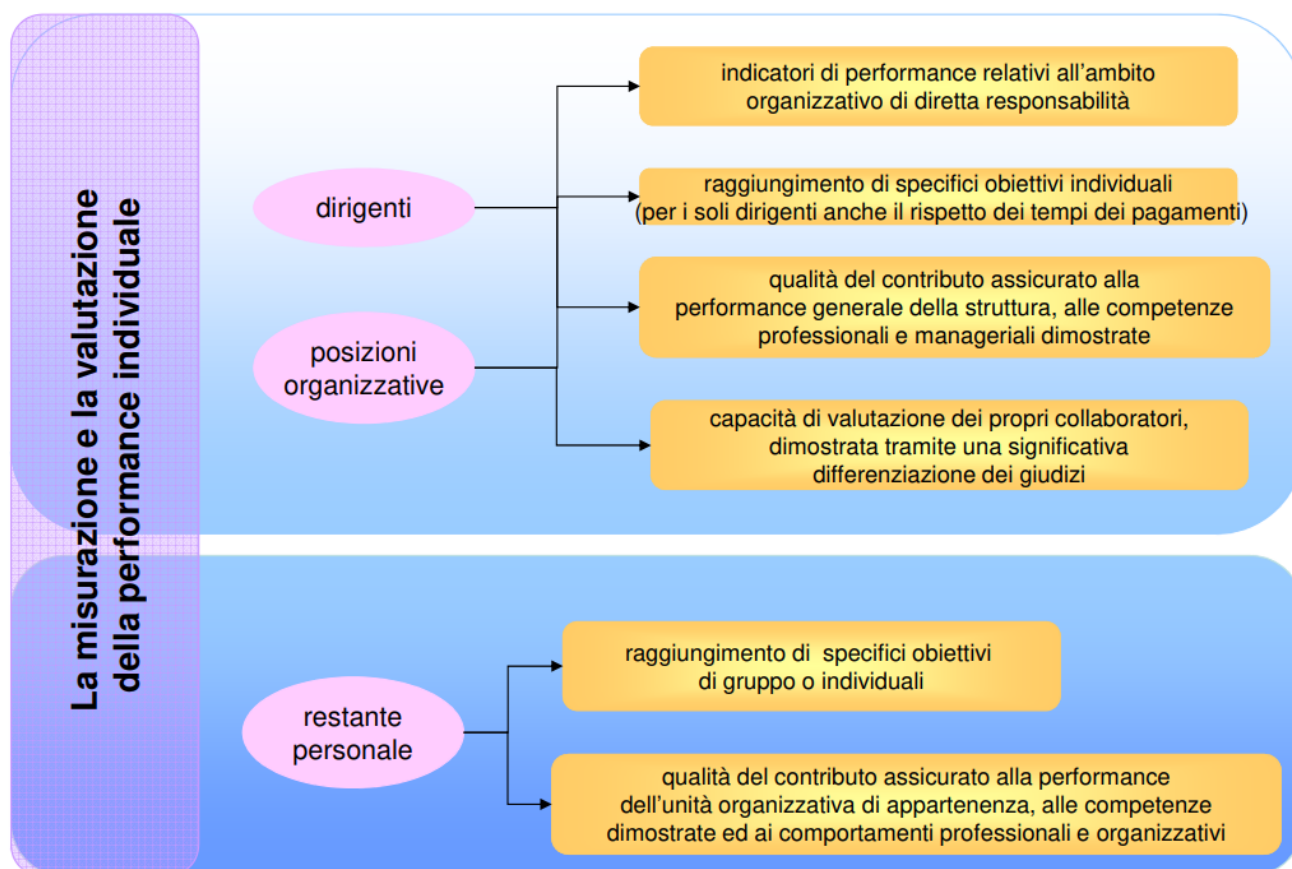 La misurazione e la valutazione
della performance individuale
dirigenti
posizioni
organizzative
indicatori di performance relativi all'ambito
organizzativo di diretta responsabilità
raggiungimento di specifici obiettivi individuali
(per i soli dirigenti anche il rispetto dei tempi dei pagamenti)
qualità del contributo assicurato alla
performance generale della struttura, alle competenze
professionali e manageriali dimostrate
capacità di valutazione dei propri collaboratori,
dimostrata tramite una significativa
differenziazione dei giudizi
restante
personale
raggiungimento di specifici obiettivi
di gruppo o individuali
qualità del contributo assicurato alla performance
dell'unità organizzativa di appartenenza, alle competenze
dimostrate ed ai comportamenti professionali e organizzativi